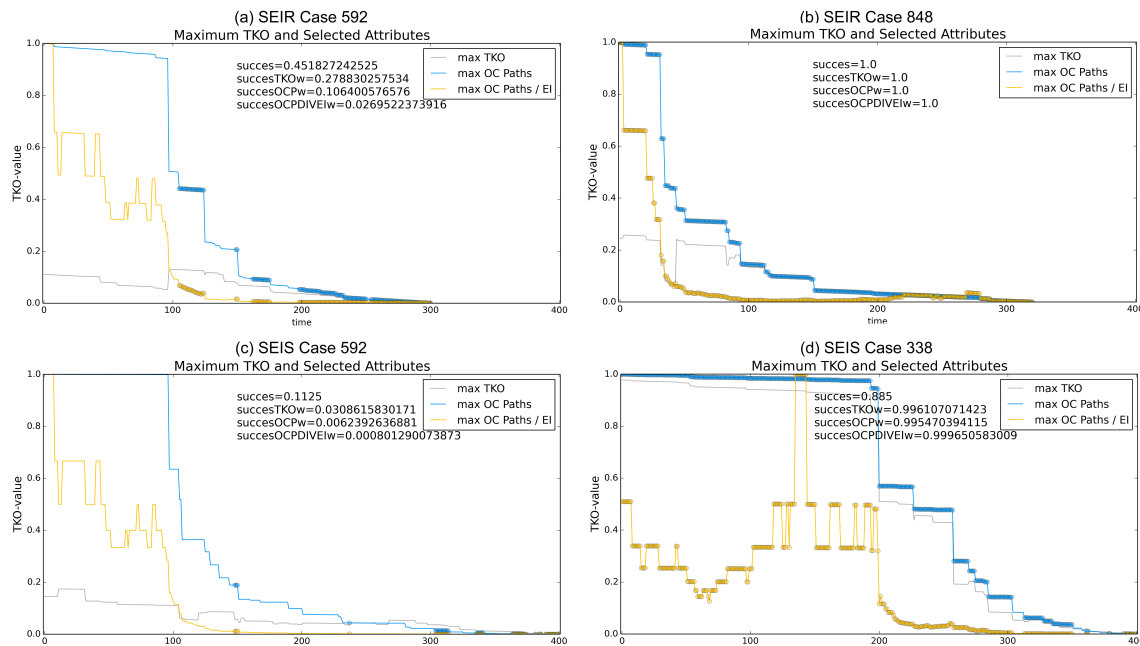 (a) SEIR Case 592
Maximum TKO and Selected Attributes
1.0
0.8
0.6
0.4
0.2
0.0
0
100
200
300
400
TKO-value
time
succes=0.451827242525
succesTKOw=0.278830257534
succesOCPw=0.106400576576
succesOCPDIVEIw=0.0269522373916
max TKO
max OC Paths
max OC Paths / EI
(b) SEIR Case 848
Maximum TKO and Selected Attributes
1.0
0.8
0.6
0.4
0.2
0.0
0
100
200
300
400
TKO-value
time
succes=1.0
succesTKOw=1.0
succesOCPw=1.0
succesOCPDIVEIw=1.0
max TKO
max OC Paths
max OC Paths / EI
(c) SEIS Case 592
Maximum TKO and Selected Attributes
1.0
0.8
0.6
0.4
0.2
0.0
0
100
200
300
400
TKO-value
time
succes=0.1125
succesTKOw=0.0308615830171
succesOCPw=0.0062392636881
succesOCPDIVEIw=0.000801290073873
max TKO
max OC Paths
max OC Paths / EI
(d) SEIS Case 338
Maximum TKO and Selected Attributes
1.0
0.8
0.6
0.4
0.2
0.0
0
100
200
300
400
TKO-value
time
succes=0.885
succesTKOw=0.996107071423
succesOCPw=0.995470394115
succesOCPDIVEIw=0.999650583009
max TKO
max OC Paths
max OC Paths / EI